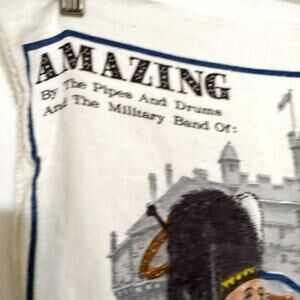 AMAZING
By The Pipes And Drums
And The Military Band Of: